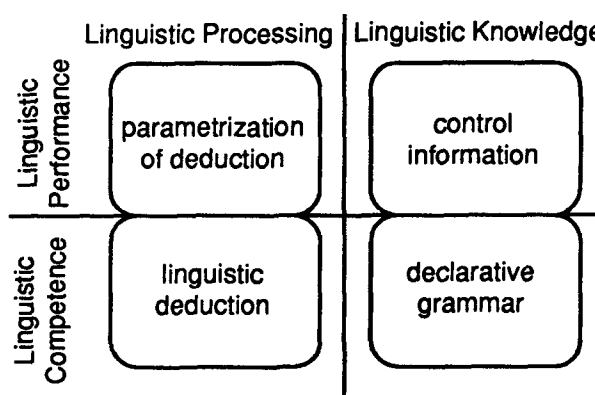 Linguistic Processing
Linguistic Knowledge
Linguistic
Performance
parametrization
of deduction
control
information
Linguistic
Competence
linguistic
deduction
declarative
grammar